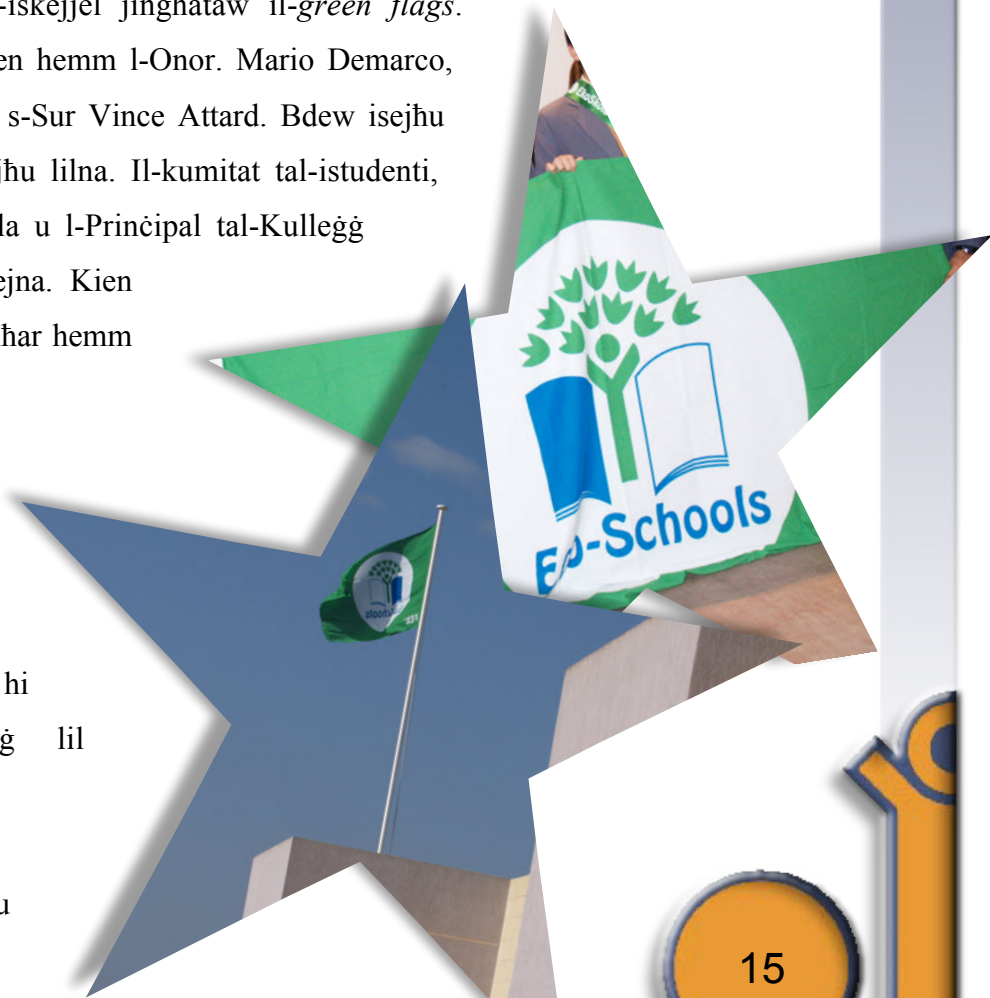 -iskejjel jingħataw il-green flags.
en hemm l-Onor. Mario Demarco,
s-Sur Vince Attard. Bdew isejħu
jħu lilna. Il-kumitat tal-istudenti,
la u l-Prinċipal tal-Kulleġġ
ejna. Kien
ħar hemm
Eco-Schools
hi
ġ lil
u
15